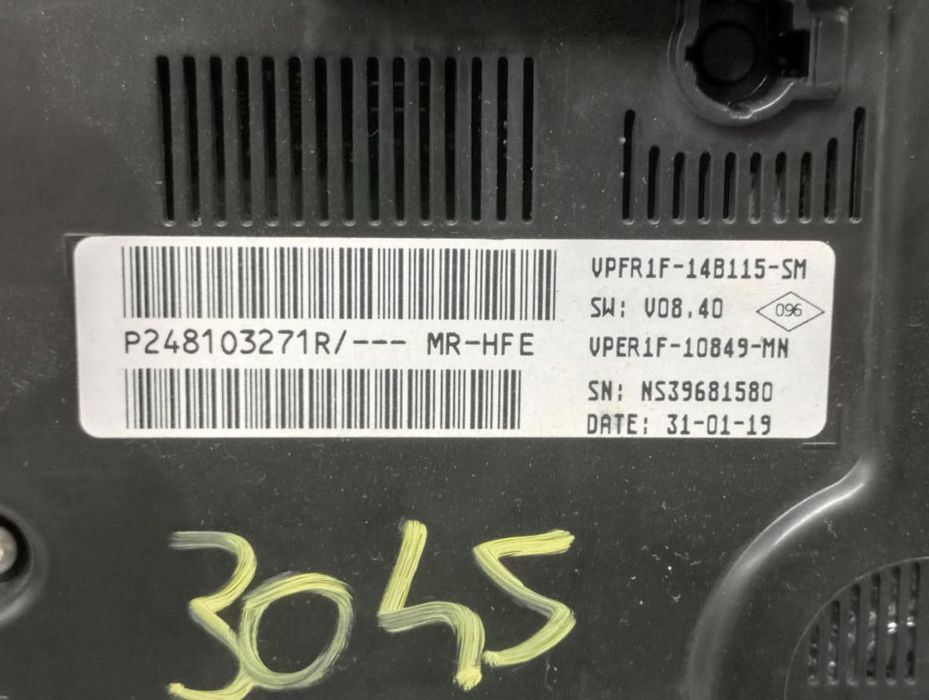 P248103271R/--- MR-HFE
VPFR1F-14B115-SM
SW: V08.40
096
VPER1F-10849-MN
SN: NS39681580
DATE: 31-01-19
3045